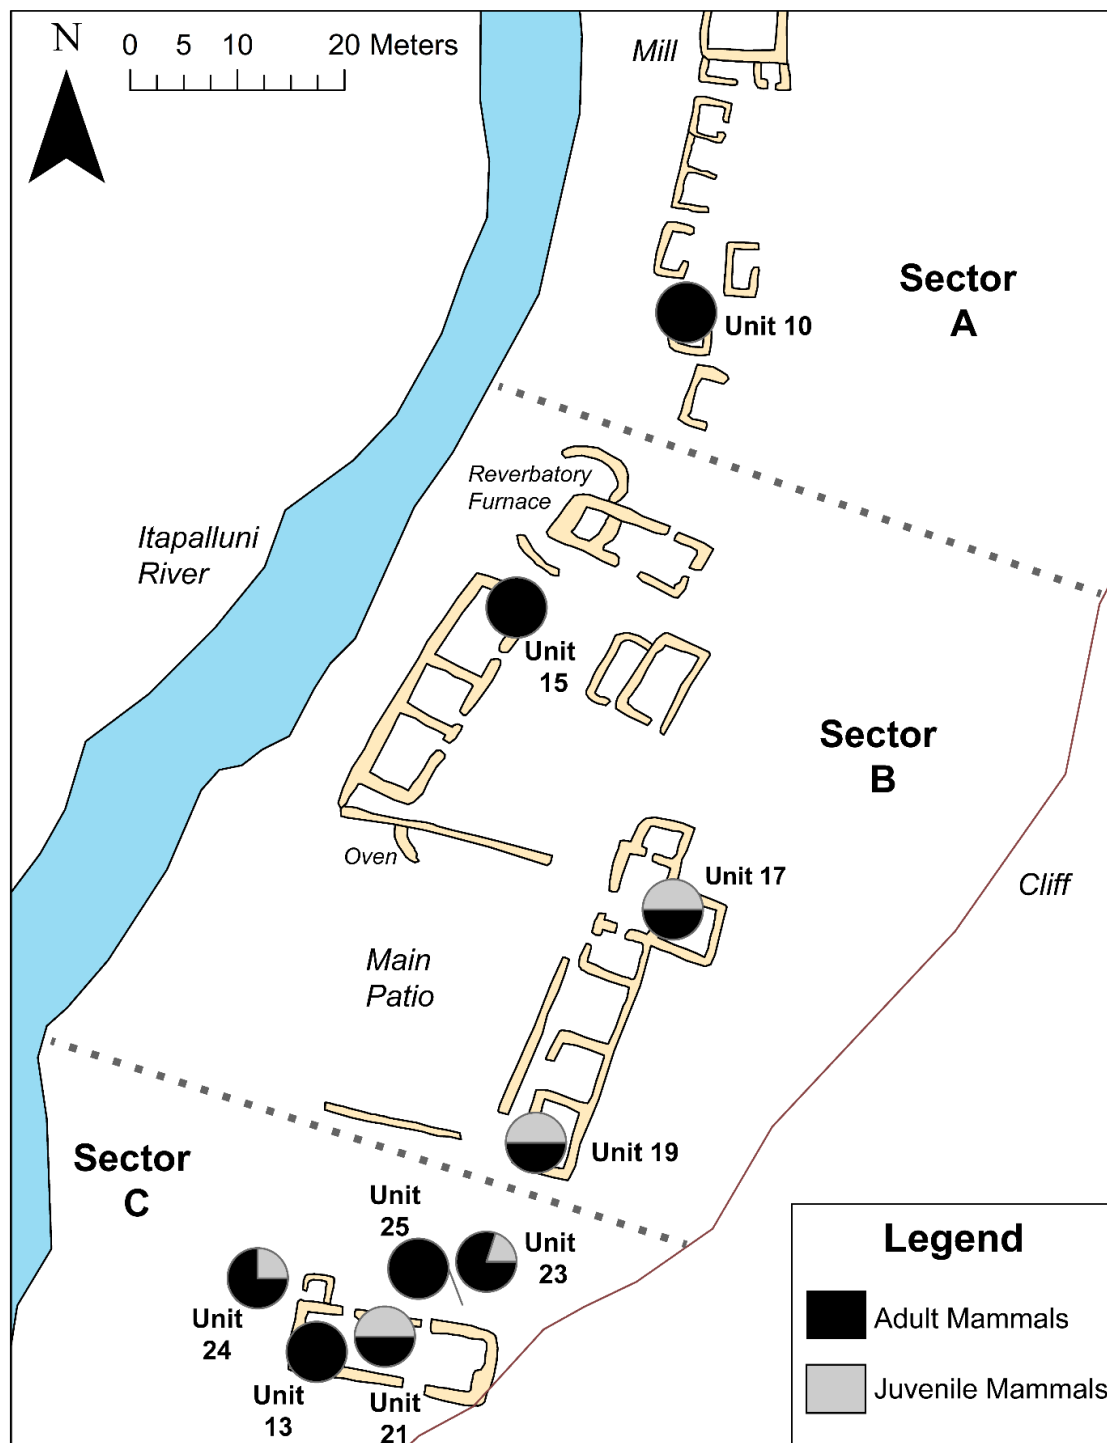 N
0 5 10 20 Meters
Mill
Sector
A
Unit 10
Reverbatory
Furnace
Itapalluni
River
Unit
15
Sector
B
Oven
Unit 17
Cliff
Main
Patio
Unit 19
Sector
C
Unit
25
Unit
23
Unit
24
Unit
13
Unit
21
Legend
Adult Mammals
Juvenile Mammals